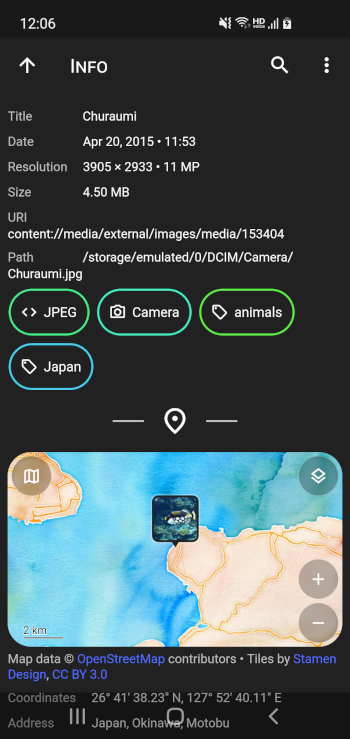 12:06
HD
voice
INFO
Title Churaumi
Date Apr 20, 2015 • 11:53
Resolution 3905 × 2933 • 11 MP
Size 4.50 MB
URI
content://media/external/images/media/153404
Path /storage/emulated/0/DCIM/Camera/
Churaumi.jpg
JPEG Camera animals
Japan
2 km
Map data © OpenStreetMap contributors • Tiles by Stamen
Design, CC BY 3.0
Coordinates 26° 41′ 38.23″ N, 127° 52′ 40.11″ E
Address Japan, Okinawa, Motobu